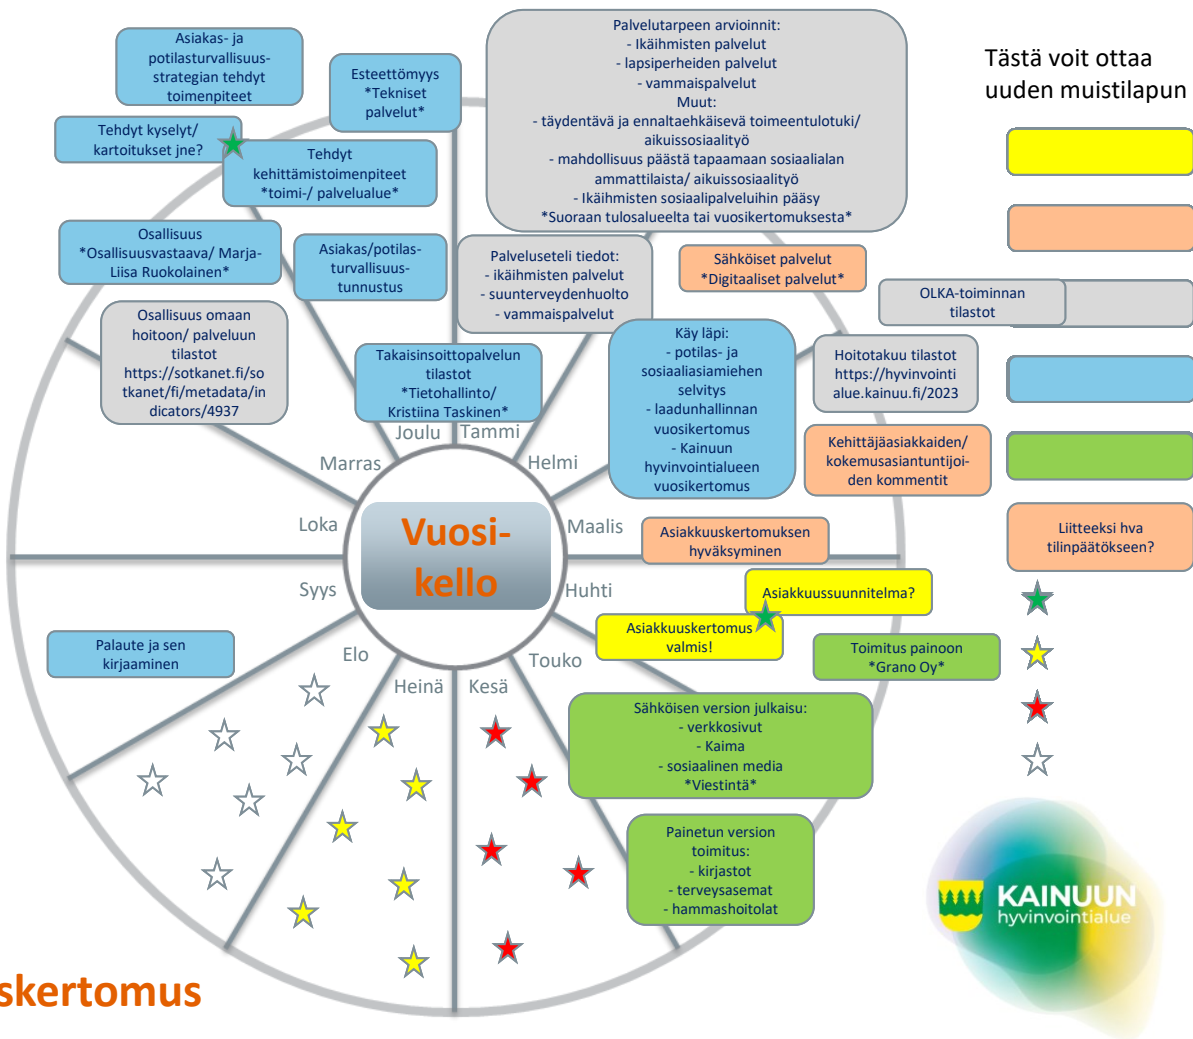 Asiakas- ja
potilasturvallisuus-
strategian tehdyt
toimenpiteet
Esteettömyys
*Tekniset
palvelut*
Palvelutarpeen arvioinnit:
- Ikäihmisten palvelut
- lapsiperheiden palvelut
- vammaispalvelut
Muut:
- täydentävä ja ennaltaehkäisevä toimeentulotuki/
aikuissosiaalityö
- mahdollisuus päästä tapaamaan sosiaalialan
ammattilaista/ aikuissosiaalityö
- Ikäihmisten sosiaalipalveluihin pääsy
*Suoraan tulosalueelta tai vuosikertomuksesta*
Tästä voit ottaa
uuden muistilapun
Tehdyt kyselyt/
kartoitukset jne?
Tehdyt
kehittämistoimenpiteet
*toimi-/ palvelualue*
Osallisuus
*Osallisuusvastaava/ Marja-
Liisa Ruokolainen*
Asiakas/potilas-
turvallisuus-
tunnustus
Palveluseteli tiedot:
- ikäihmisten palvelut
- suunterveydenhuolto
- vammaispalvelut
Sähköiset palvelut
*Digitaaliset palvelut*
OLKA-toiminnan
tilastot
Osallisuus omaan
hoitoon/ palveluun
tilastot
https://sotkanet.fi/so
tkanet/fi/metadata/in
dicators/4937
Takaisinsoittopalvelun
tilastot
*Tietohallinto/
Kristiina Taskinen*
Käy läpi:
- potilas- ja
sosiaaliasiamiehen
selvitys
- laadunhallinnan
vuosikertomus
- Kainuun
hyvinvointialueen
vuosikertomus
Hoitotakuu tilastot
https://hyvinvointi
alue.kainuu.fi/2023
Kehittäjäasiakkaiden/
kokemusasiantuntijoi-
den kommentit
Joulu
Tammi
Marras
Helmi
Loka
Maalis
Vuosi-
kello
Asiakkuuskertomuksen
hyväksyminen
Liitteeksi hva
tilinpäätökseen?
Syys
Huhti
Asiakkuussuunnitelma?
Asiakkuuskertomus
valmis!
Toimitus painoon
*Grano Oy*
Palaute ja sen
kirjaaminen
Elo
Touko
Heinä
Kesä
Sähköisen version julkaisu:
- verkkosivut
- Kaima
- sosiaalinen media
*Viestintä*
Painetun version
toimitus:
- kirjastot
- terveysasemat
- hammashoitolat
KAINUUN
hyvinvointialue
skertomus